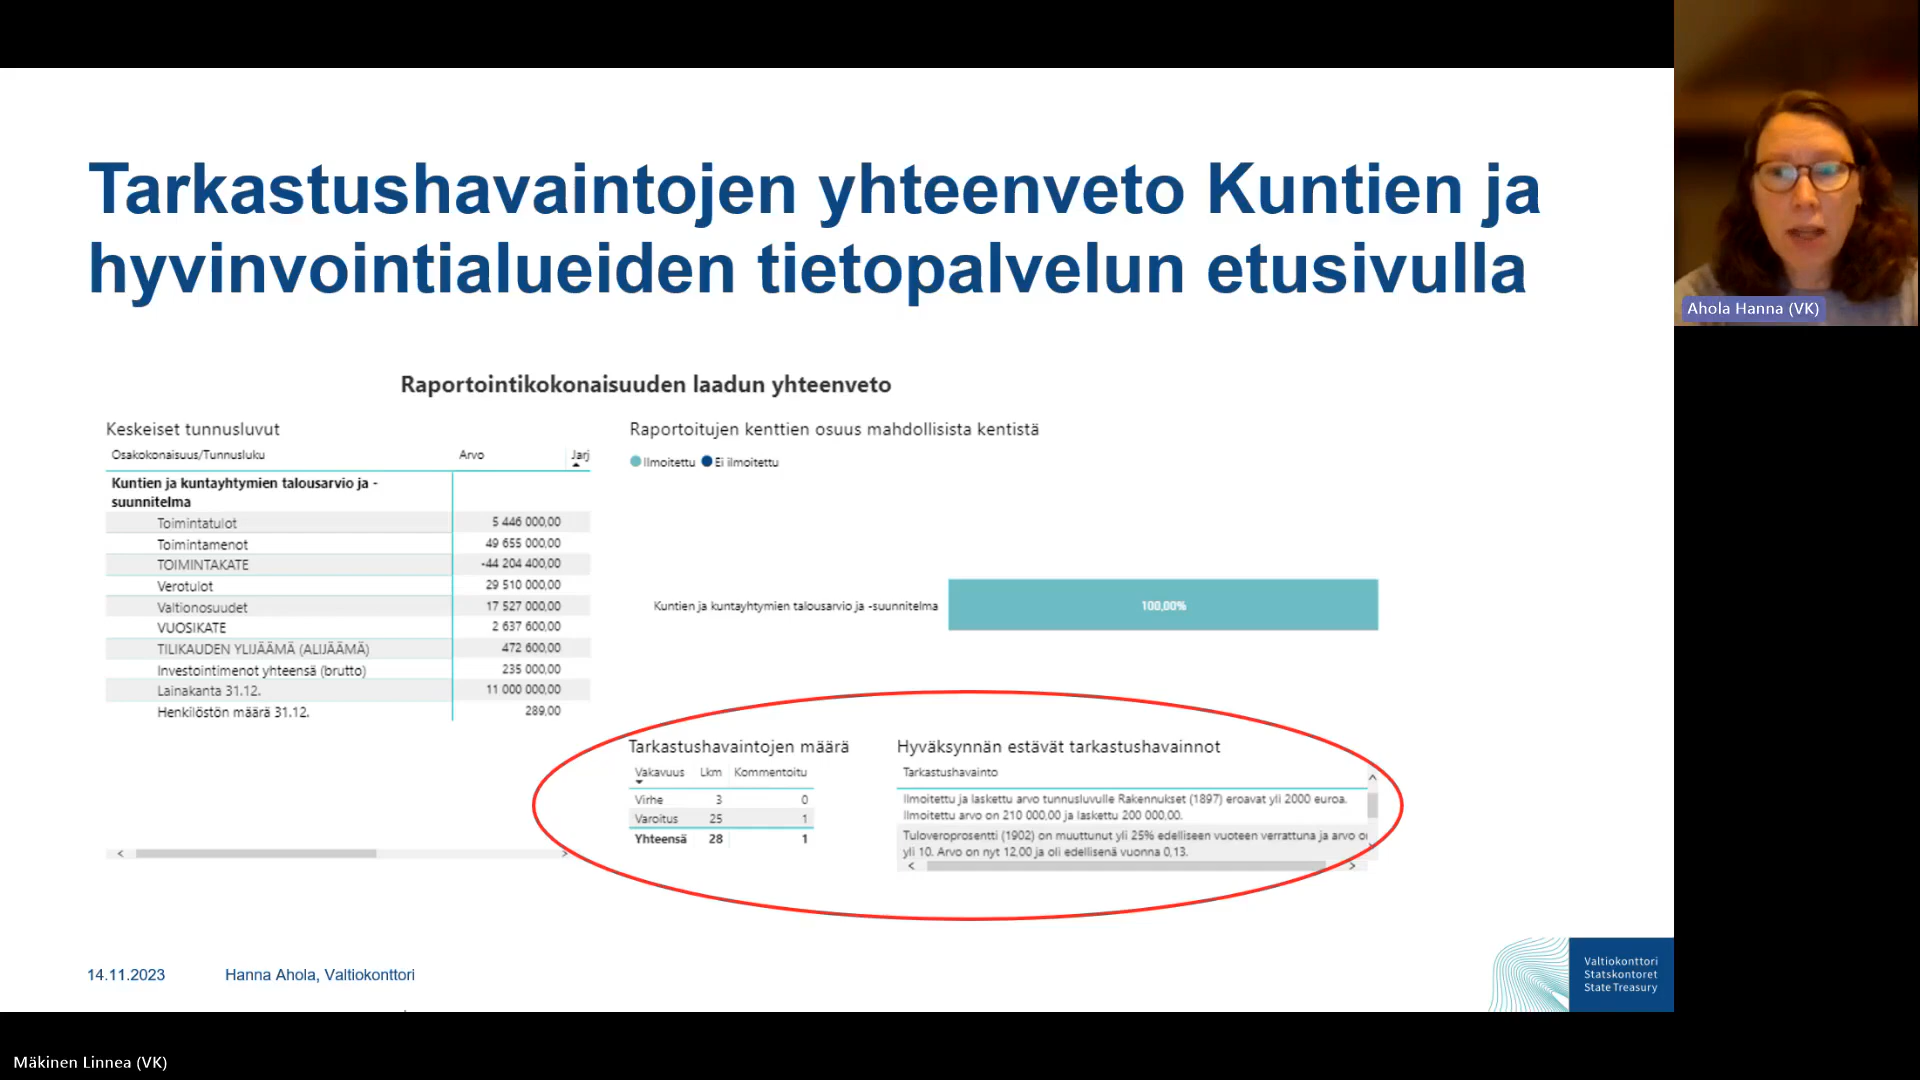 Tarkastushavaintojen yhteenveto Kuntien ja
hyvinvointialueiden tietopalvelun etusivulla
Ahola Hanna (VK)
Raportointikokonaisuuden laadun yhteenveto
Keskeiset tunnusluvut
Osakokonaisuus/Tunnusluku Arvo Jarj
Kuntien ja kuntayhtymien talousarvio ja -
suunnitelma
Toimintatulot 5 446 000,00
Toimintamenot 49 655 000,00
TOIMINTAKATE -44 204 400,00
Verotulot 29 510 000,00
Valtionosuudet 17 527 000,00
VUOSIKATE 2 637 600,00
TILIKAUDEN YLIJÄÄMÄ (ALIJÄÄMÄ) 472 600,00
Investointimenot yhteensä (brutto) 235 000,00
Lainakanta 31.12. 11 000 000,00
Henkilöstön määrä 31.12. 289,00
Raportoitujen kenttien osuus mahdollisista kentistä
Ilmoitettu Ei ilmoitettu
Kuntien ja kuntayhtymien talousarvio ja -suunnitelma 100,00%
Tarkastushavaintojen määrä
Vakavuus Lkm Kommentoitu
Virhe 3 0
Varoitus 25 1
Yhteensä 28 1
Hyväksynnän estävät tarkastushavainnot
Tarkastushavainto
Ilmoitettu ja laskettu arvo tunnusluvulle Rakennukset (1897) eroavat yli 2000 euroa.
Ilmoitettu arvo on 210 000,00 ja laskettu 200 000,00.
Tuloveroprosentti (1902) on muuttunut yli 25% edelliseen vuoteen verrattuna ja arvo
yli 10. Arvo on nyt 12,00 ja oli edellisenä vuonna 0,13.
14.11.2023 Hanna Ahola, Valtiokonttori
Valtiokonttori
Statskontoret
State Treasury
Mäkinen Linnea (VK)